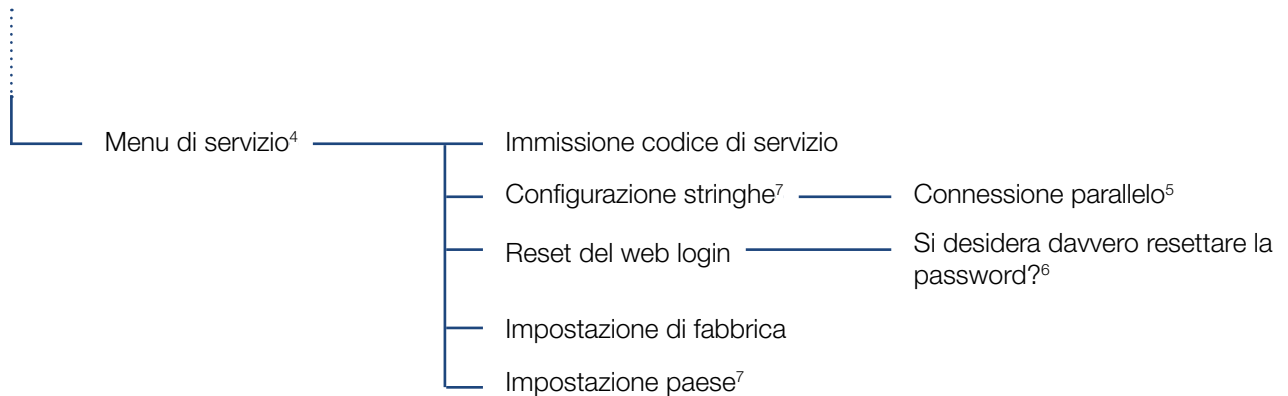 Menu di servizio⁴
Immissione codice di servizio
Configurazione stringhe⁷
Connessione parallelo⁵
Reset del web login
Si desidera davvero resettare la
password?⁶
Impostazione di fabbrica
Impostazione paese⁷